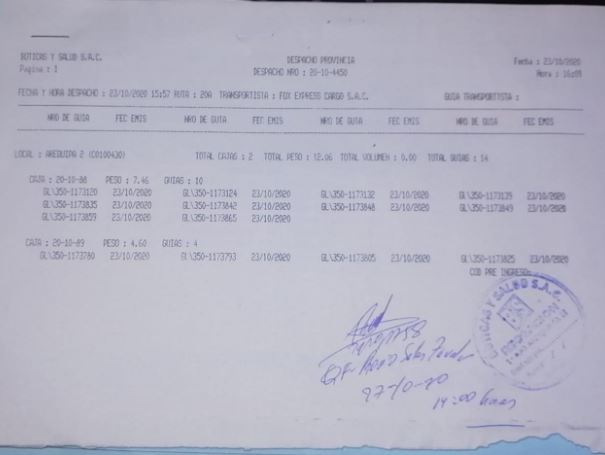 BOTICAS Y SALUD S.A.C. DESPACHO PROVINCIA Fecha : 23/10/2020
Pagina : 1 DESPACHO NRO : 20-10-4450 Hora : 16:09
FECHA Y HORA DESPACHO : 23/10/2020 15:57 RUTA : 20A TRANSPORTISTA : FOX EXPRESS CARGO S.A.C. GUIA TRANSPORTISTA :
NRO DE GUIA FEC EMIS NRO DE GUIA FEC EMIS NRO DE GUIA FEC EMIS NRO DE GUIA FEC EMIS
LOCAL : AREQUIPA 2 (C0100430) TOTAL CAJAS : 2 TOTAL PESO : 12.06 TOTAL VOLUMEN : 0.00 TOTAL GUIAS : 14
CAJA : 20-10-88 PESO : 7.46 GUIAS : 10
GL\350-1173120 23/10/2020 GL\350-1173124 23/10/2020 GL\350-1173132 23/10/2020 GL\350-1173139 23/10/2020
GL\350-1173835 23/10/2020 GL\350-1173842 23/10/2020 GL\350-1173848 23/10/2020 GL\350-1173849 23/10/2020
GL\350-1173859 23/10/2020 GL\350-1173865 23/10/2020
CAJA : 20-10-89 PESO : 4.60 GUIAS : 4
GL\350-1173780 23/10/2020 GL\350-1173793 23/10/2020 GL\350-1173805 23/10/2020 GL\350-1173825 23/10/2020
COD PRE INGRESO:
BOTICAS Y SALUD S.A.C.
27-10-20
14:00 horas